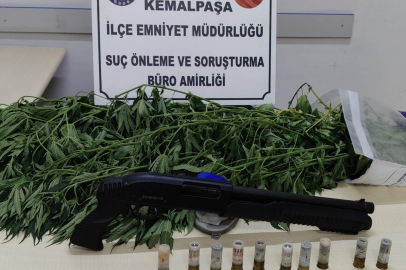 KEMALPAŞA
İLÇE EMNİYET MÜDÜRLÜĞÜ
SUÇ ÖNLEME VE SORUŞTURMA
BÜRO AMİRLİĞİ